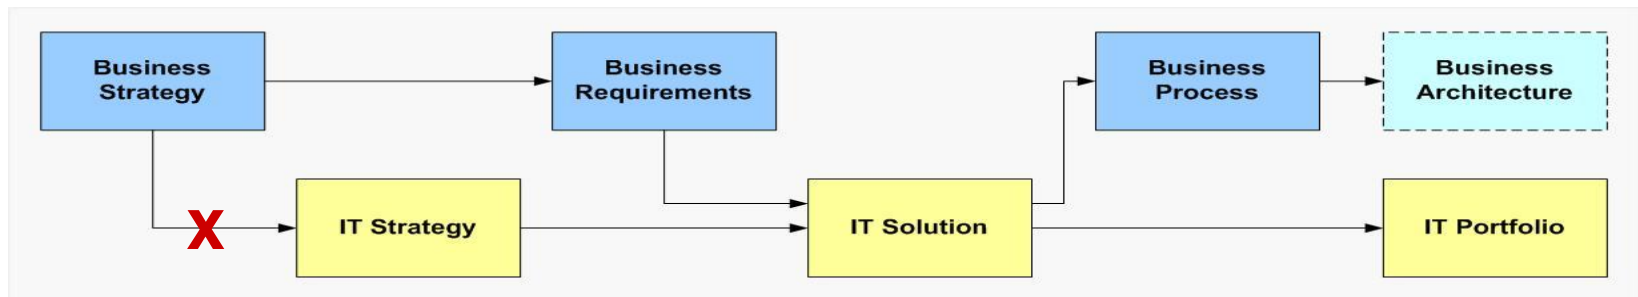 Business
Strategy
Business
Requirements
Business
Process
Business
Architecture
X
IT Strategy
IT Solution
IT Portfolio